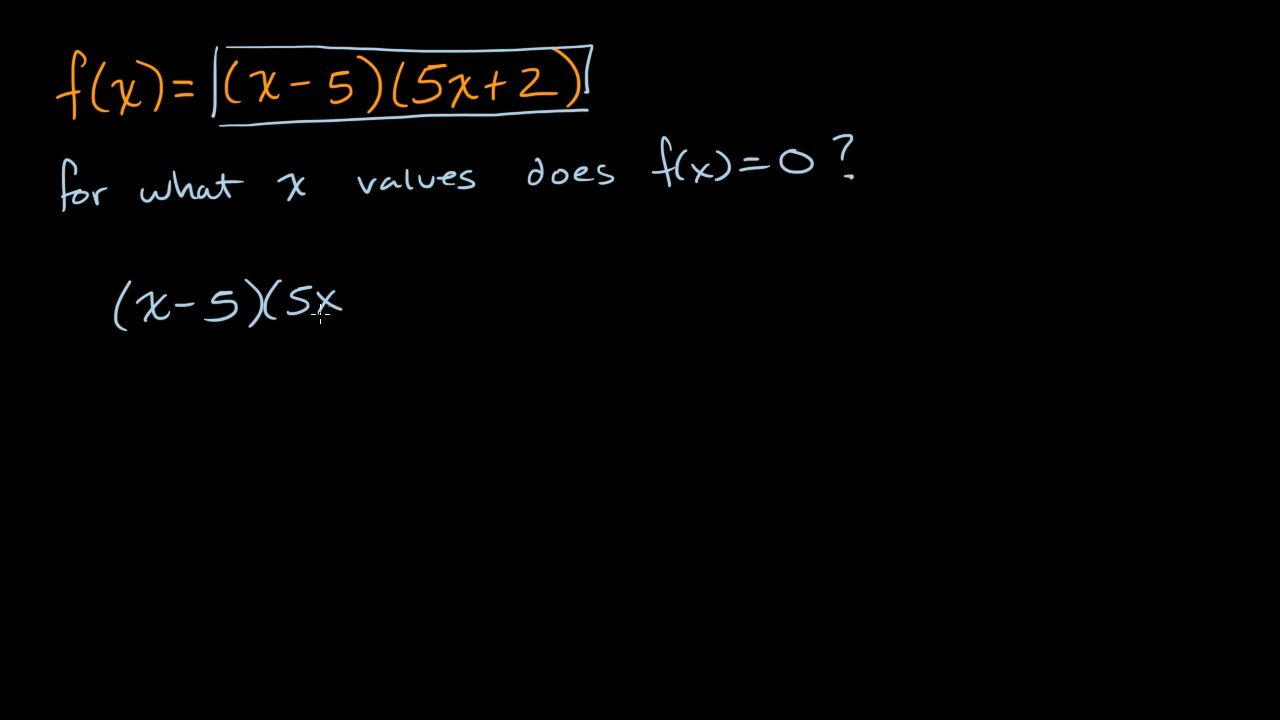 f(x)=(x-5)(5x+2)
for what x values does f(x)=0?
(x-5)(5x